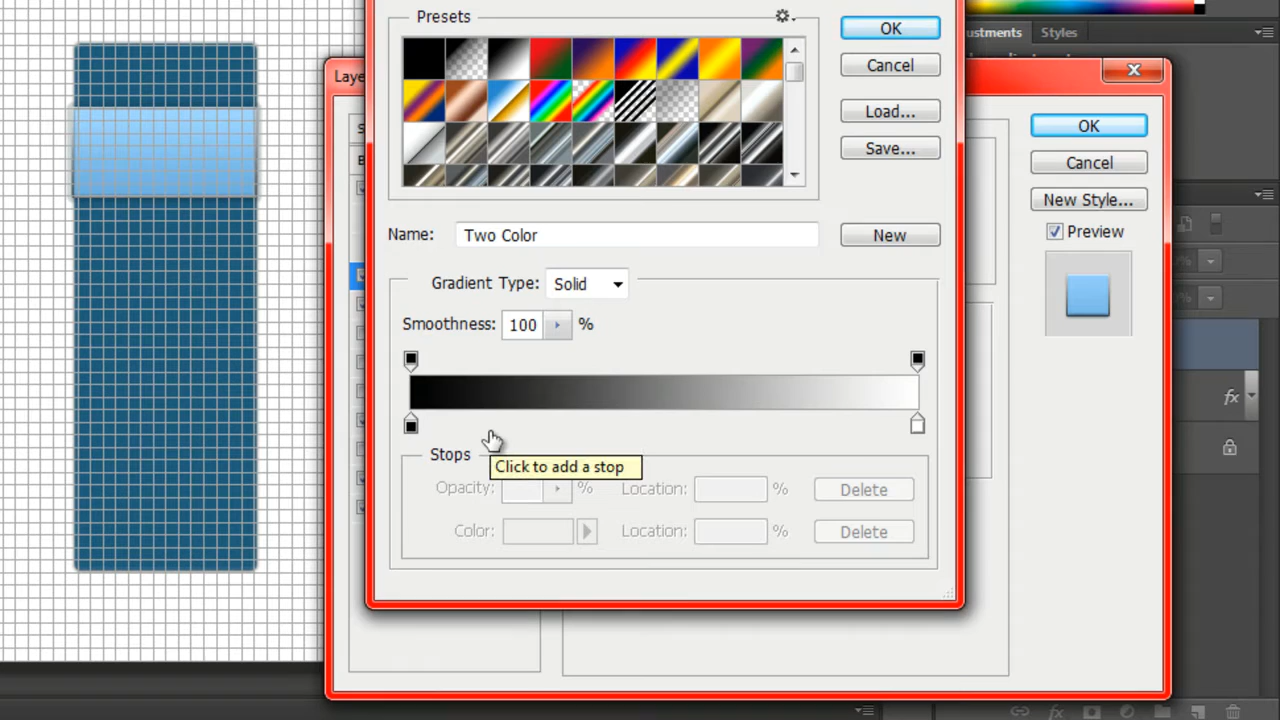 Presets
OK
Cancel
Load...
Save...
Name: Two Color
New
Gradient Type: Solid
Smoothness: 100 %
Stops
Click to add a stop
Opacity: % Location: % Delete
Color: Location: % Delete
Styles
OK
Cancel
New Style...
Preview
fx
fx